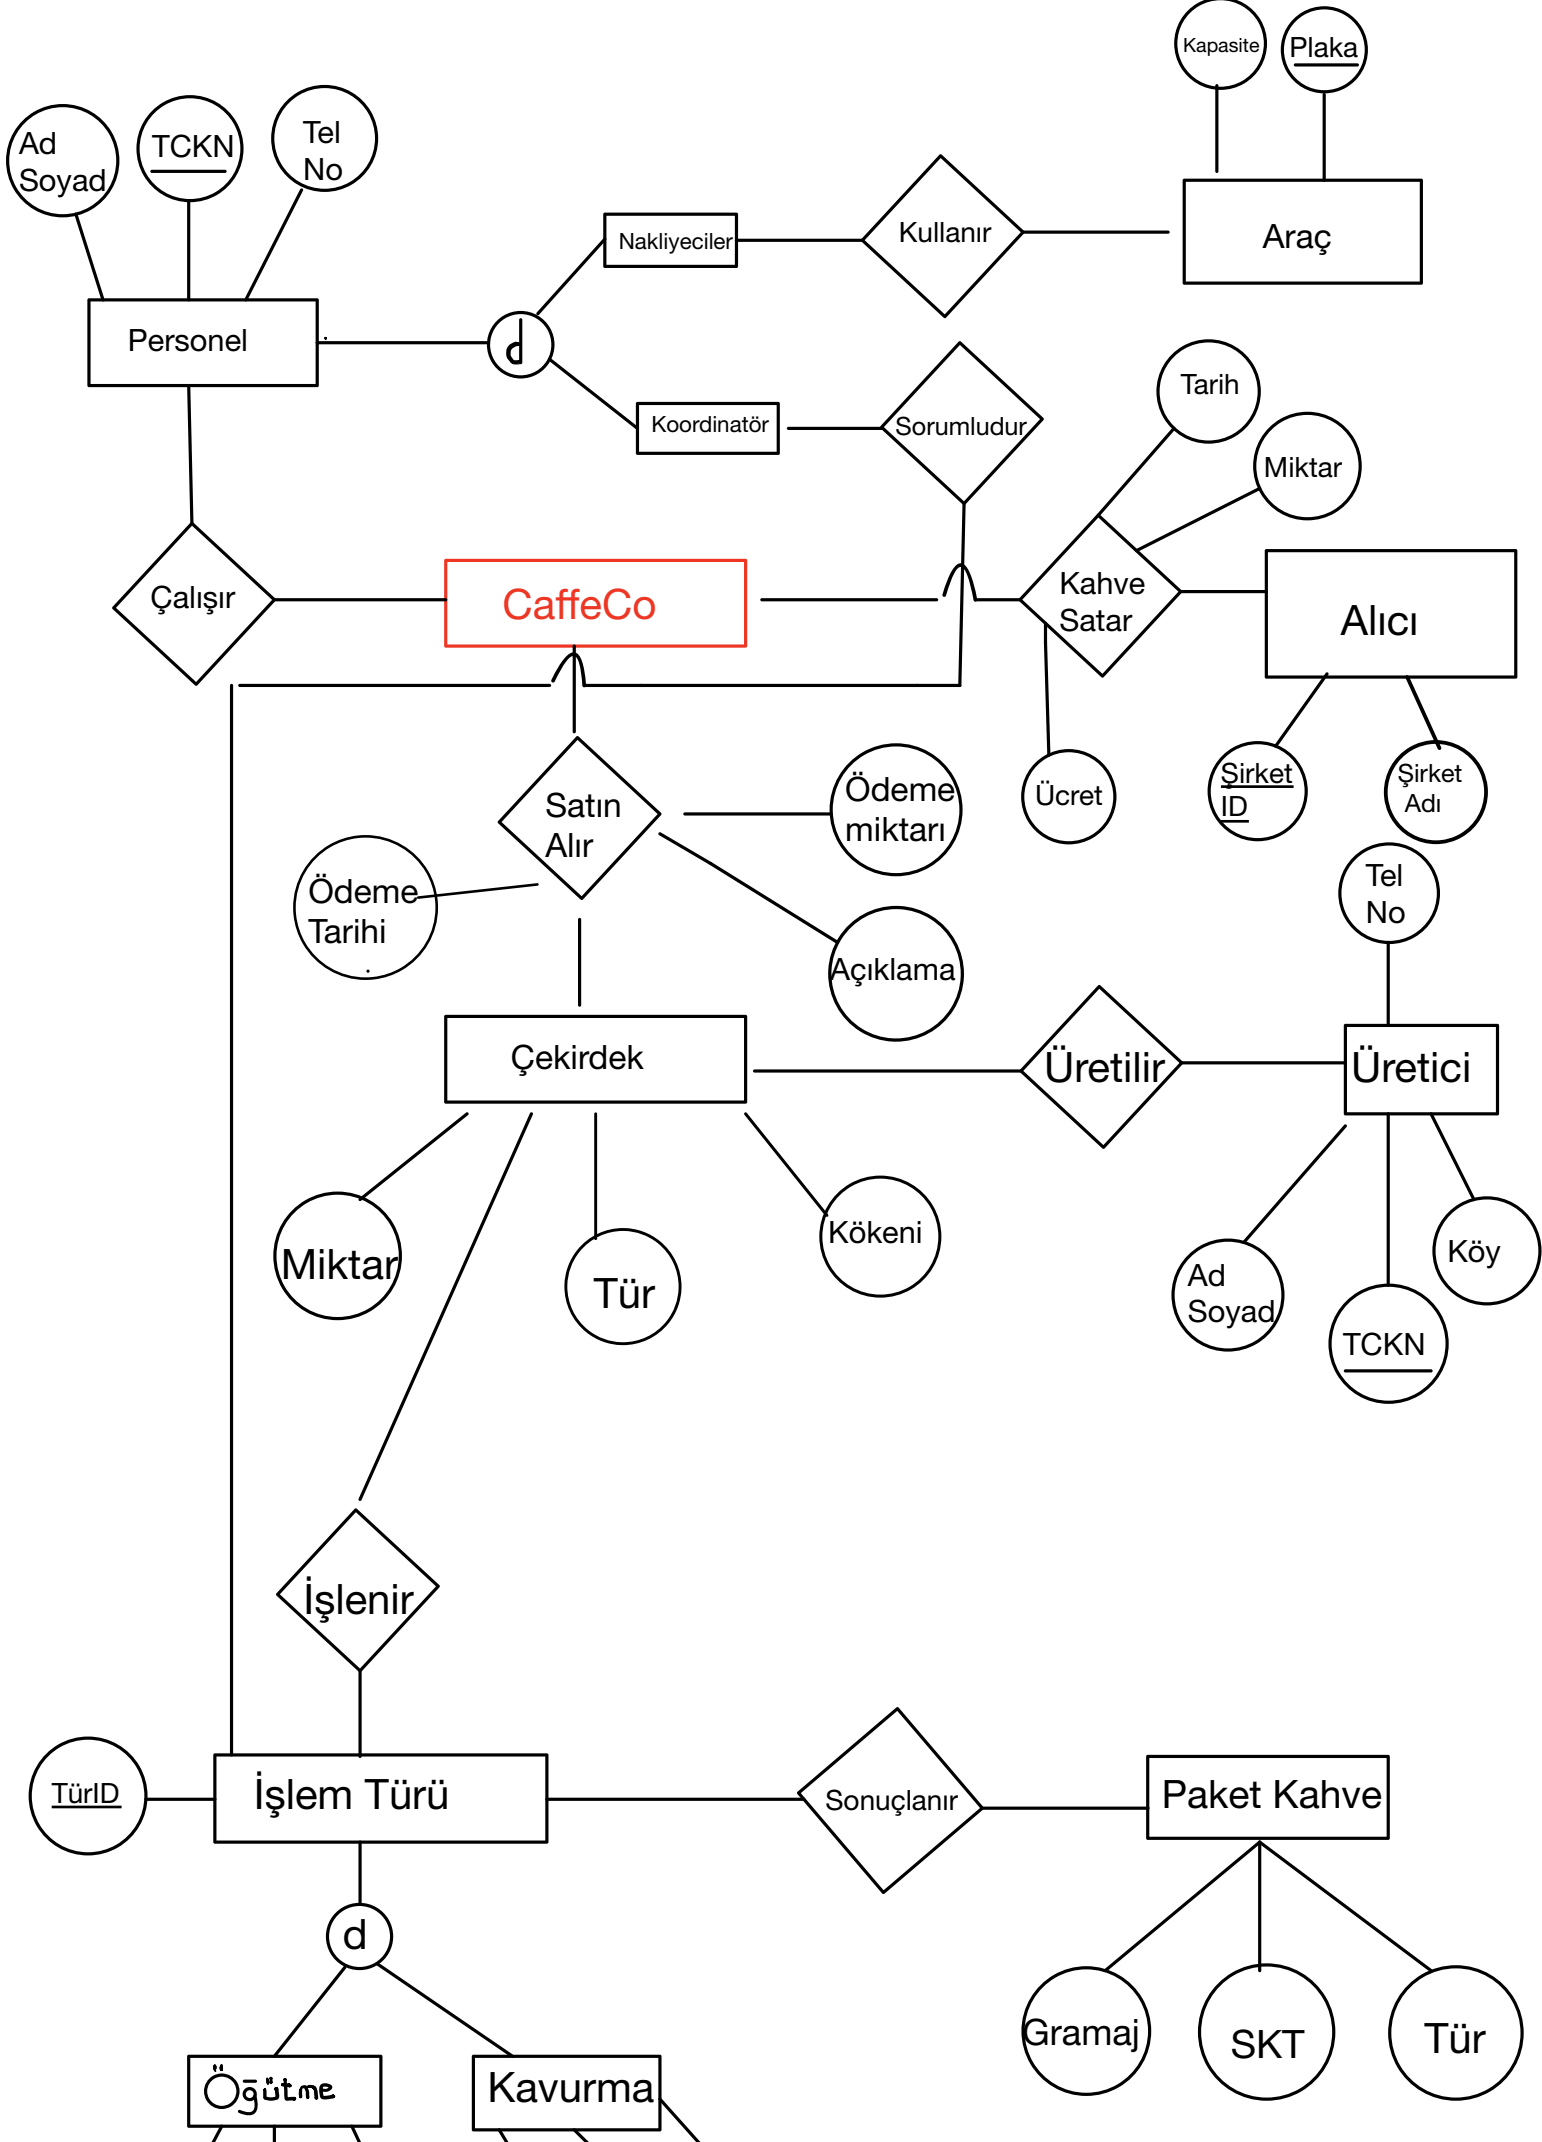 Kapasite
Plaka
Ad
Soyad
TCKN
Tel
No
Nakliyeciler
Kullanır
Araç
Personel
d
Koordinatör
Sorumludur
Tarih
Miktar
Çalışır
CaffeCo
Kahve
Satar
Alıcı
Satın
Alır
Ödeme
miktarı
Ücret
Şirket
ID
Şirket
Adı
Ödeme
Tarihi
Açıklama
Tel
No
Çekirdek
Üretilir
Üretici
Miktar
Tür
Kökeni
Ad
Soyad
TCKN
Köy
İşlenir
TürID
İşlem Türü
Sonuçlanır
Paket Kahve
d
Gramaj
SKT
Tür
Öğütme
Kavurma